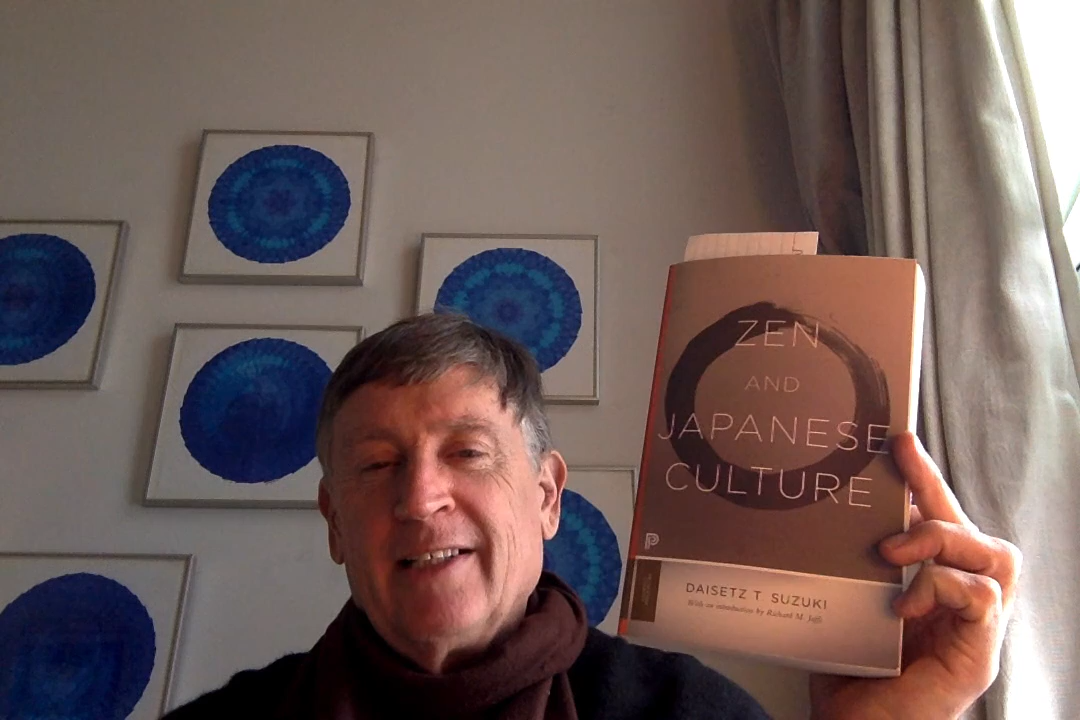 ZEN
AND
JAPANESE
CULTURE
DAISETZ T SUZUKI
With an introduction by Richard M. Jaffe